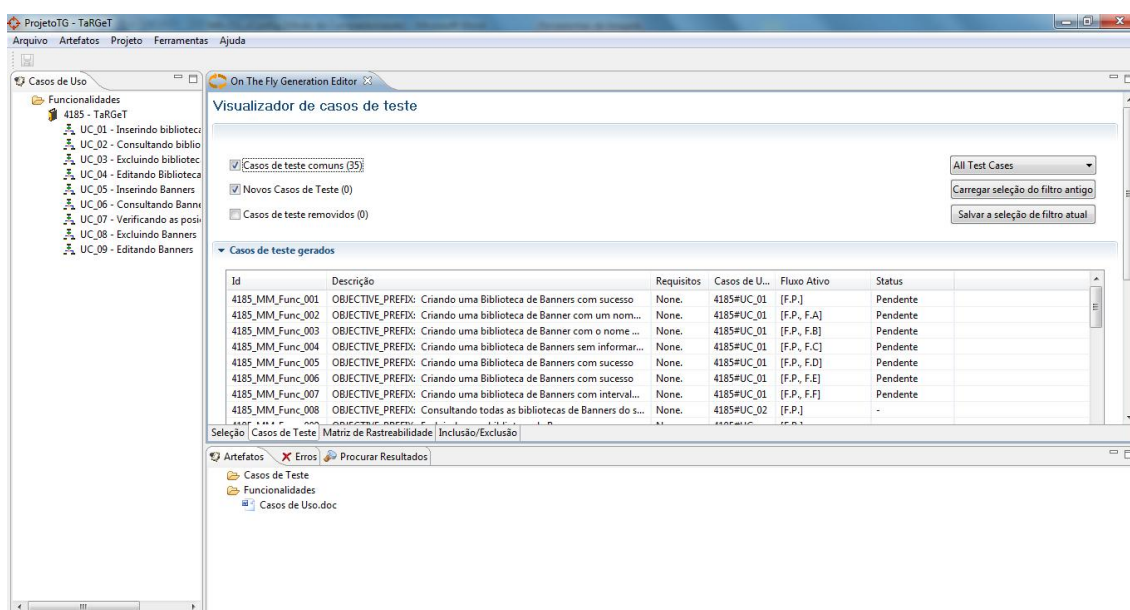 ProjetoTG - TaRGeT
Arquivo Artefatos Projeto Ferramentas Ajuda
Casos de Uso
Funcionalidades
4185 - TaRGeT
UC_01 - Inserindo biblioteca
UC_02 - Consultando biblio
UC_03 - Excluindo bibliotec
UC_04 - Editando Biblioteca
UC_05 - Inserindo Banners
UC_06 - Consultando Banne
UC_07 - Verificando as posi
UC_08 - Excluindo Banners
UC_09 - Editando Banners
On The Fly Generation Editor
Visualizador de casos de teste
Casos de teste comuns (35)
Novos Casos de Teste (0)
Casos de teste removidos (0)
All Test Cases
Carregar seleção do filtro antigo
Salvar a seleção de filtro atual
Casos de teste gerados
Id Descrição Requisitos Casos de U... Fluxo Ativo Status
4185_MM_Func_001 OBJECTIVE_PREFIX: Criando uma Biblioteca de Banners com sucesso None. 4185#UC_01 [F.P.] Pendente
4185_MM_Func_002 OBJECTIVE_PREFIX: Criando uma biblioteca de Banner com um nom... None. 4185#UC_01 [F.P., F.A] Pendente
4185_MM_Func_003 OBJECTIVE_PREFIX: Criando uma biblioteca de Banner com o nome ... None. 4185#UC_01 [F.P., F.B] Pendente
4185_MM_Func_004 OBJECTIVE_PREFIX: Criando uma biblioteca de Banners sem informar... None. 4185#UC_01 [F.P., F.C] Pendente
4185_MM_Func_005 OBJECTIVE_PREFIX: Criando uma Biblioteca de Banners com sucesso None. 4185#UC_01 [F.P., F.D] Pendente
4185_MM_Func_006 OBJECTIVE_PREFIX: Criando uma Biblioteca de Banners com sucesso None. 4185#UC_01 [F.P., F.E] Pendente
4185_MM_Func_007 OBJECTIVE_PREFIX: Criando uma Biblioteca de Banners com interval... None. 4185#UC_01 [F.P., F.F] Pendente
4185_MM_Func_008 OBJECTIVE_PREFIX: Consultando todas as bibliotecas de Banners do s... None. 4185#UC_02 [F.P.] -
Seleção Casos de Teste Matriz de Rastreabilidade Inclusão/Exclusão
Artefatos Erros Procurar Resultados
Casos de Teste
Funcionalidades
Casos de Uso.doc